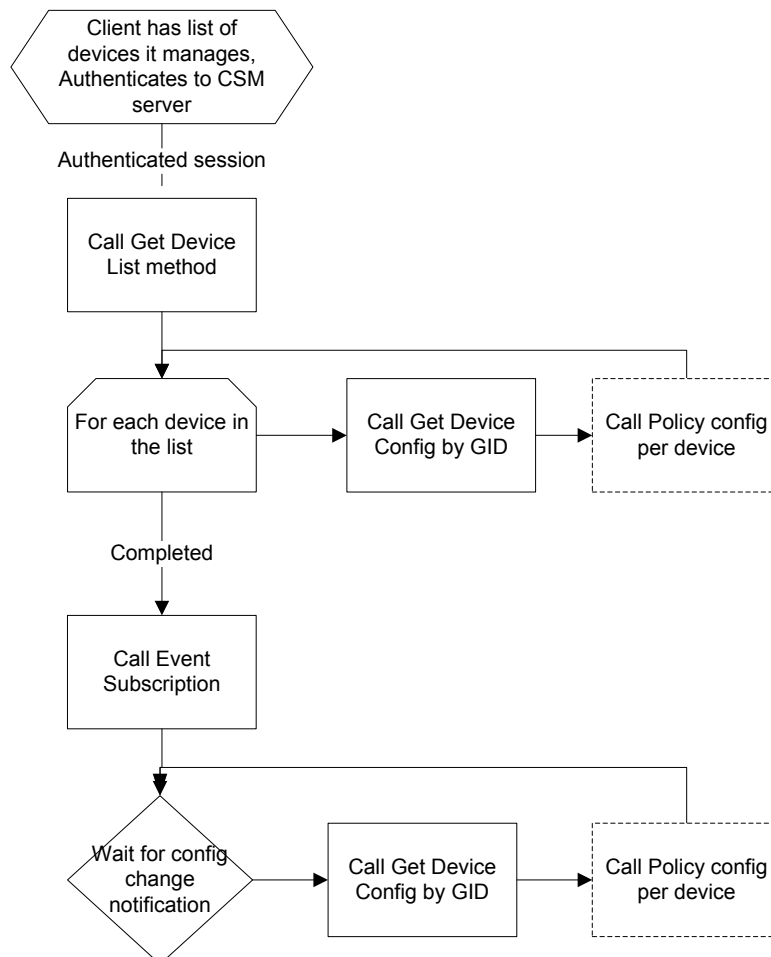 Client has list of
devices it manages,
Authenticates to CSM
server
Authenticated session
Call Get Device
List method
For each device in
the list
Call Get Device
Config by GID
Call Policy config
per device
Completed
Call Event
Subscription
Wait for config
change
notification
Call Get Device
Config by GID
Call Policy config
per device